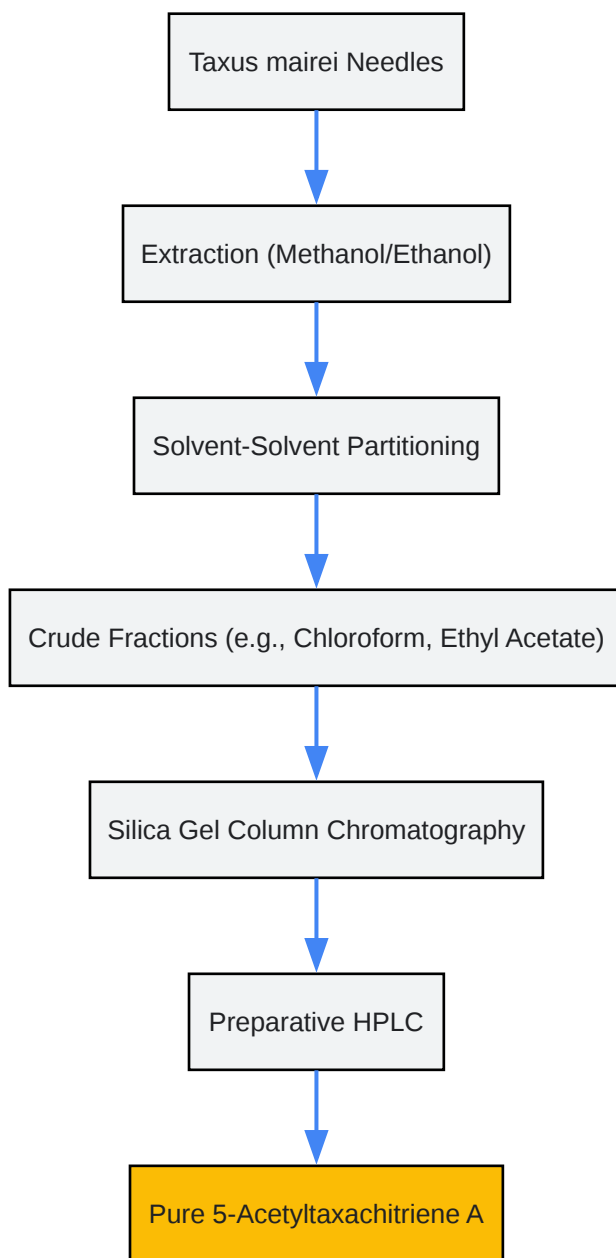 Taxus mairei Needles
Extraction (Methanol/Ethanol)
Solvent-Solvent Partitioning
Crude Fractions (e.g., Chloroform, Ethyl Acetate)
Silica Gel Column Chromatography
Preparative HPLC
Pure 5-Acetyltaxachitriene A